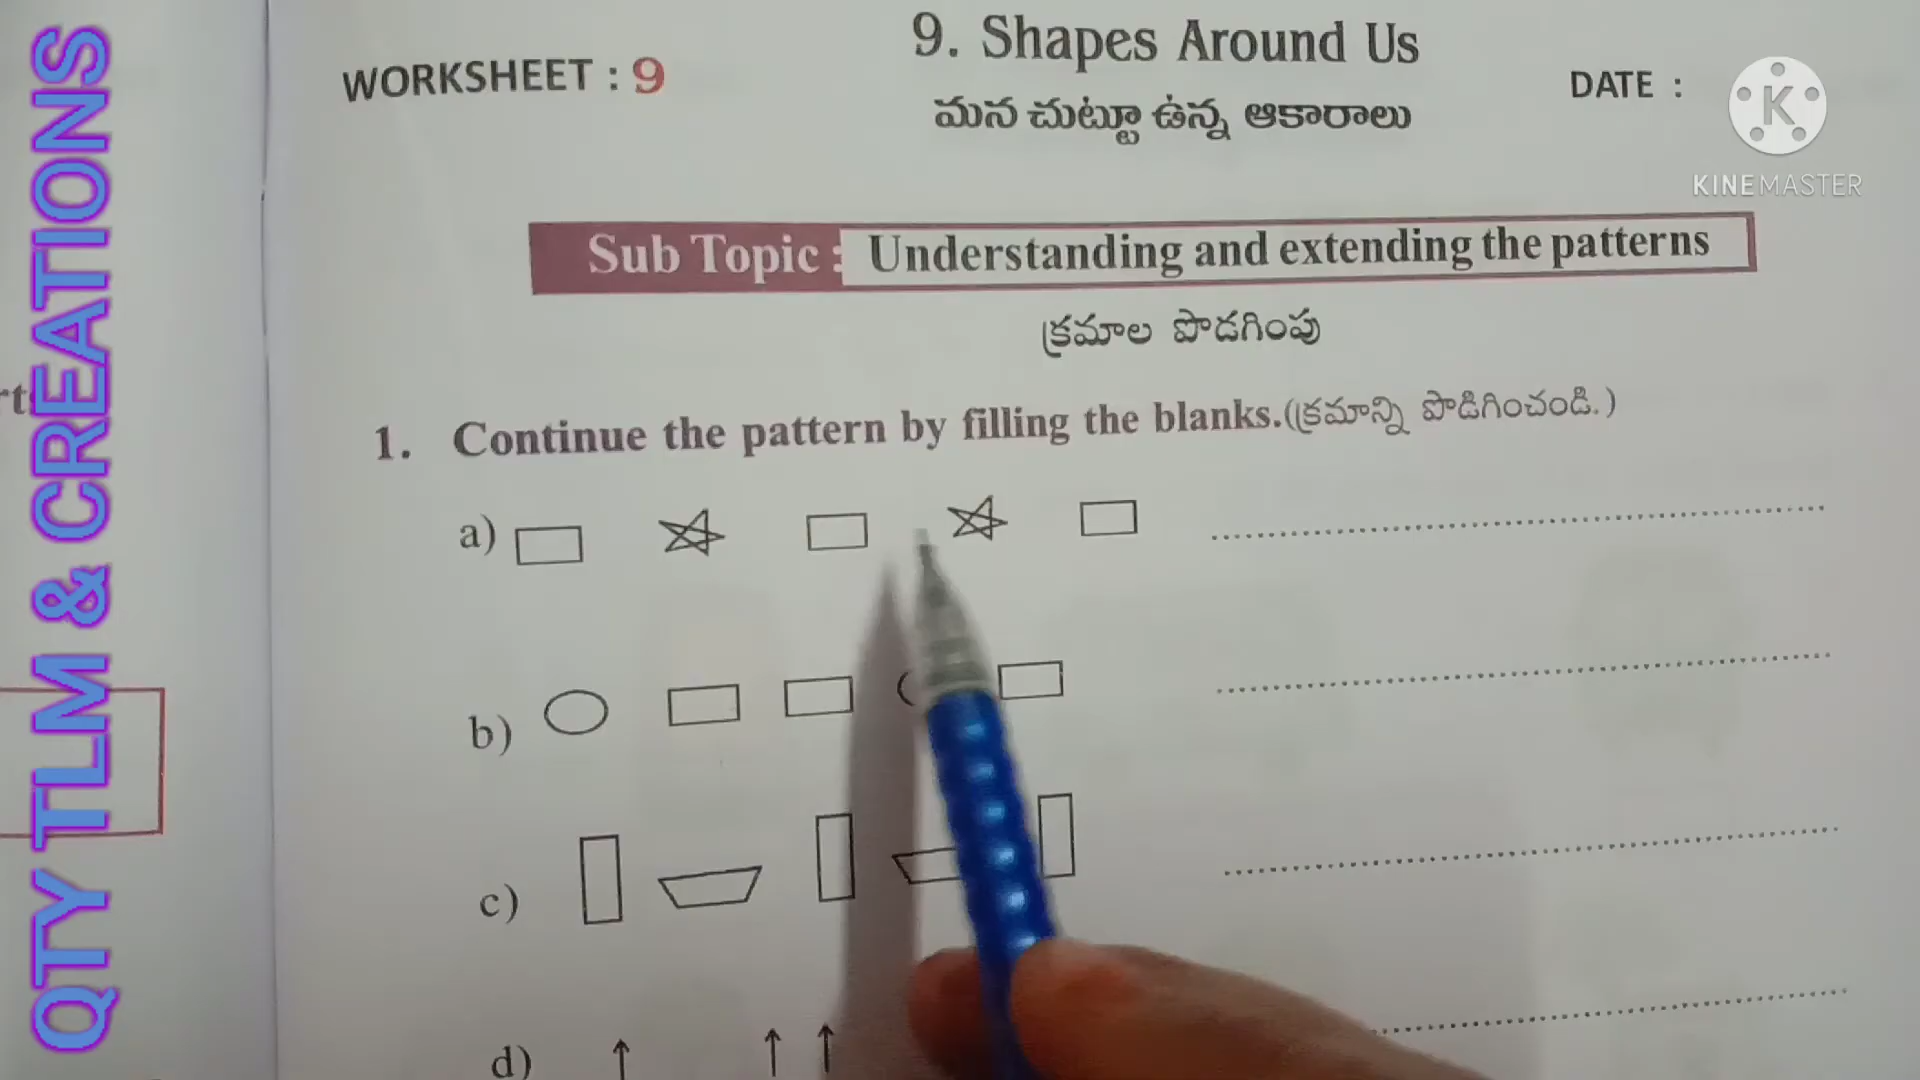 QTY TLM & CREATIONS
WORKSHEET : 9
9. Shapes Around Us
DATE :
మన చుట్టూ ఉన్న ఆకారాలు
K
KINEMASTER
Sub Topic : Understanding and extending the patterns
క్రమాల పొడగింపు
1. Continue the pattern by filling the blanks.(క్రమాన్ని పొడిగించండి.)
a)
b)
c)
d)